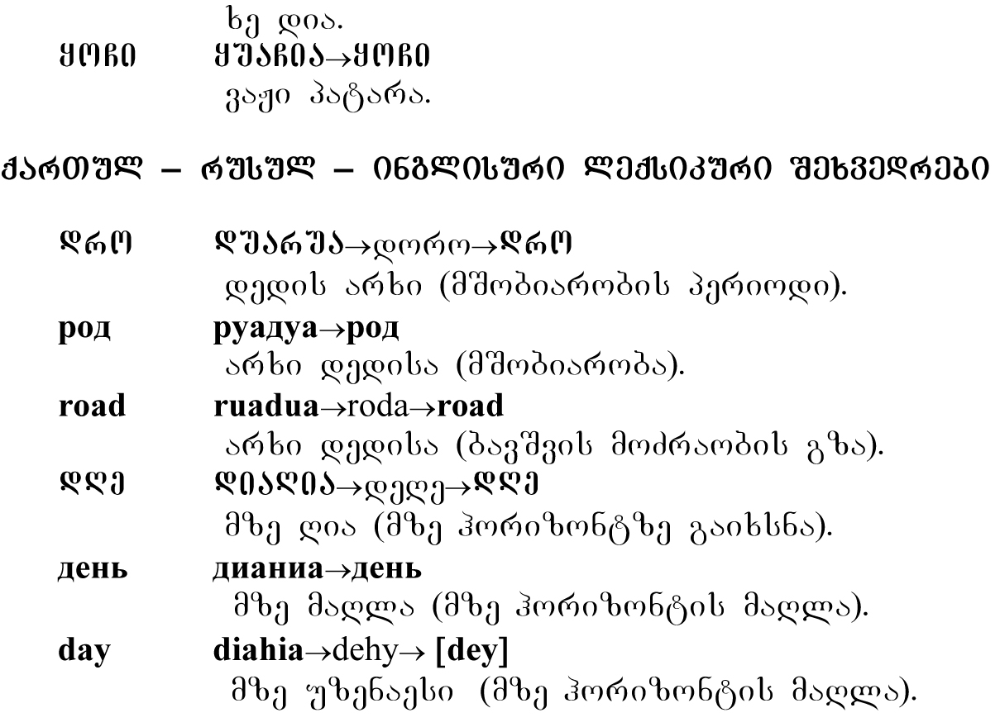 ხე დია.
ყოჩი ყუაჩია→ყოჩი
ვაჟი პატარა.
ქართულ – რუსულ – ინგლისური ლექსიკური შეხვედრები
დრო დუარუა→დორო→დრო
დედის არხი (მშობიარობის პერიოდი).
род руадуа→род
არხი დედისა (მშობიარობა).
road ruadua→roda→road
არხი დედისა (ბავშვის მოძრაობის გზა).
დღე დიაღია→დეღე→დღე
მზე ღია (მზე ჰორიზონტზე გაიხსნა).
день диания→день
მზე მაღლა (მზე ჰორიზონტის მაღლა).
day diahia→dehy→ [dey]
მზე უზენაესი (მზე ჰორიზონტის მაღლა).